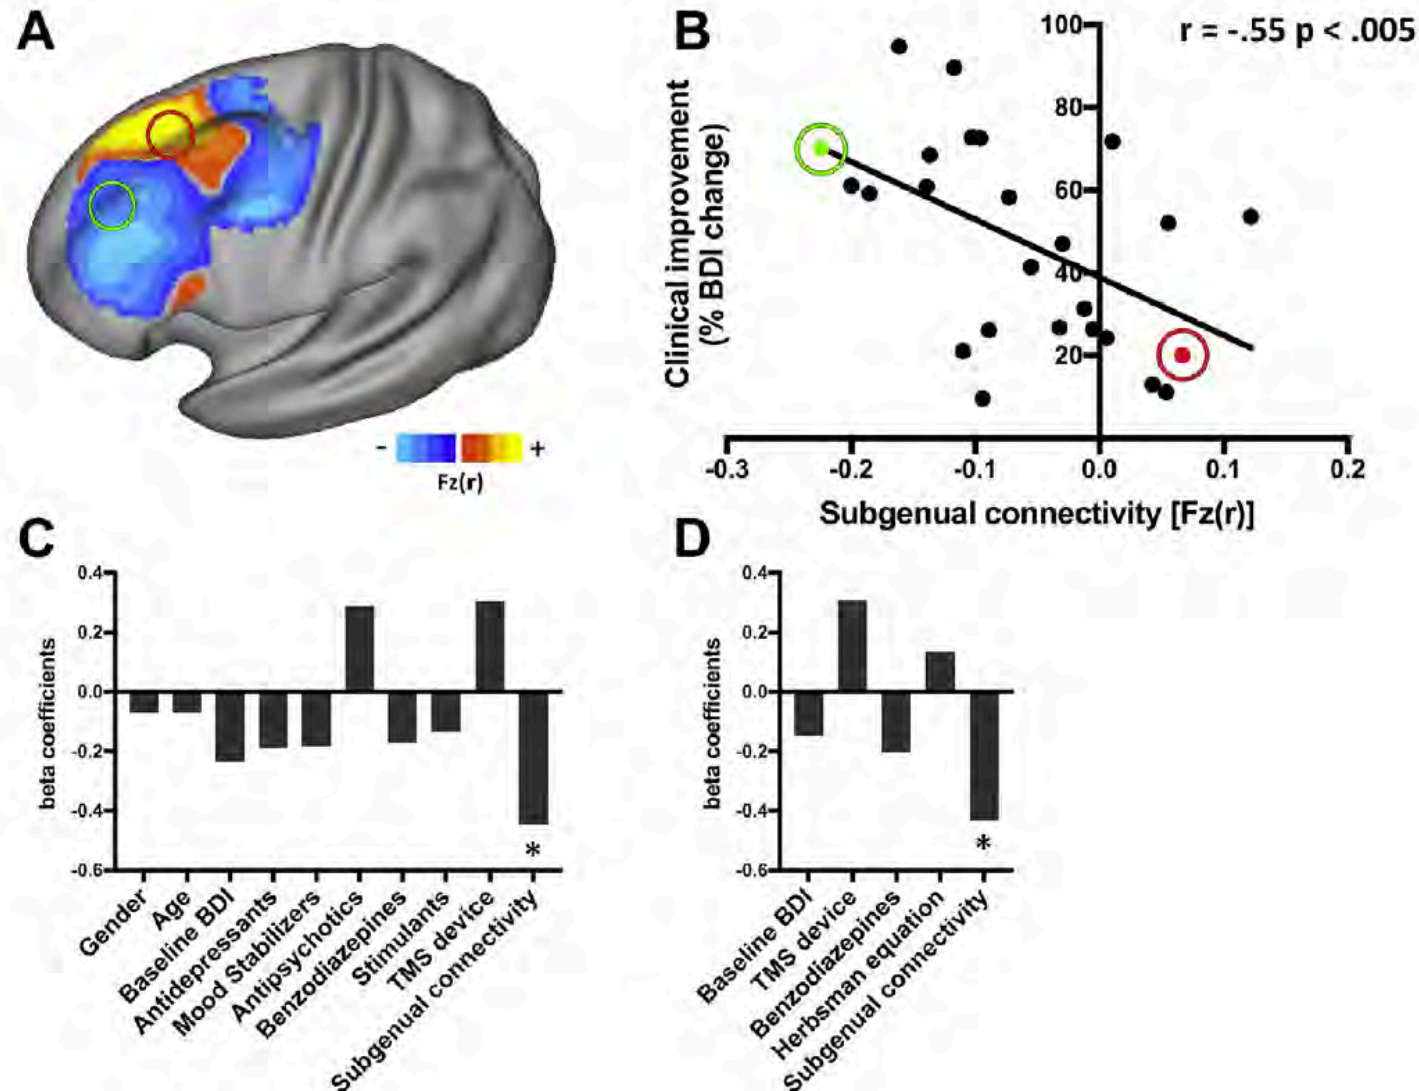 A
- +
Fz(r)
B
r = -.55 p < .005
Clinical improvement
(% BDI change)
100
80
60
40
20
-0.3 -0.2 -0.1 0.0 0.1 0.2
Subgenual connectivity [Fz(r)]
C
beta coefficients
0.4
0.2
0.0
-0.2
-0.4
-0.6
*
Gender
Age
Baseline BDI
Antidepressants
Mood Stabilizers
Antipsychotics
Benzodiazepines
Stimulants
TMS device
Subgenual connectivity
D
beta coefficients
0.4
0.2
0.0
-0.2
-0.4
-0.6
*
Baseline BDI
TMS device
Benzodiazepines
Herbsman equation
Subgenual connectivity